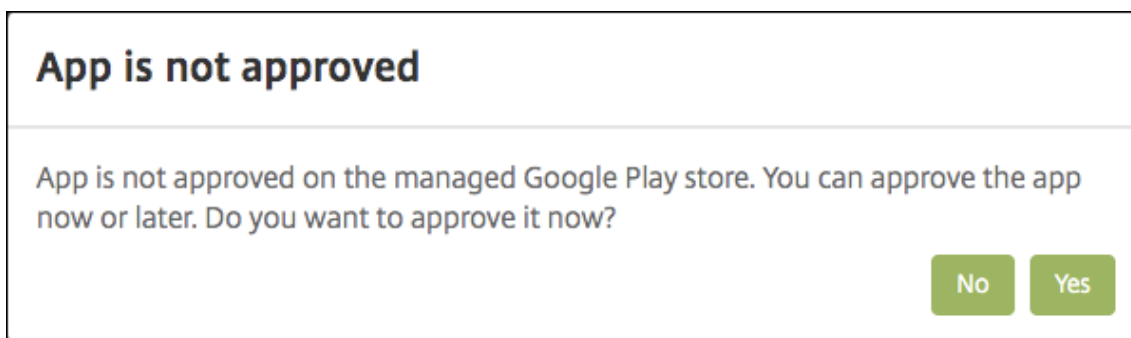 App is not approved
App is not approved on the managed Google Play store. You can approve the app
now or later. Do you want to approve it now?
No Yes